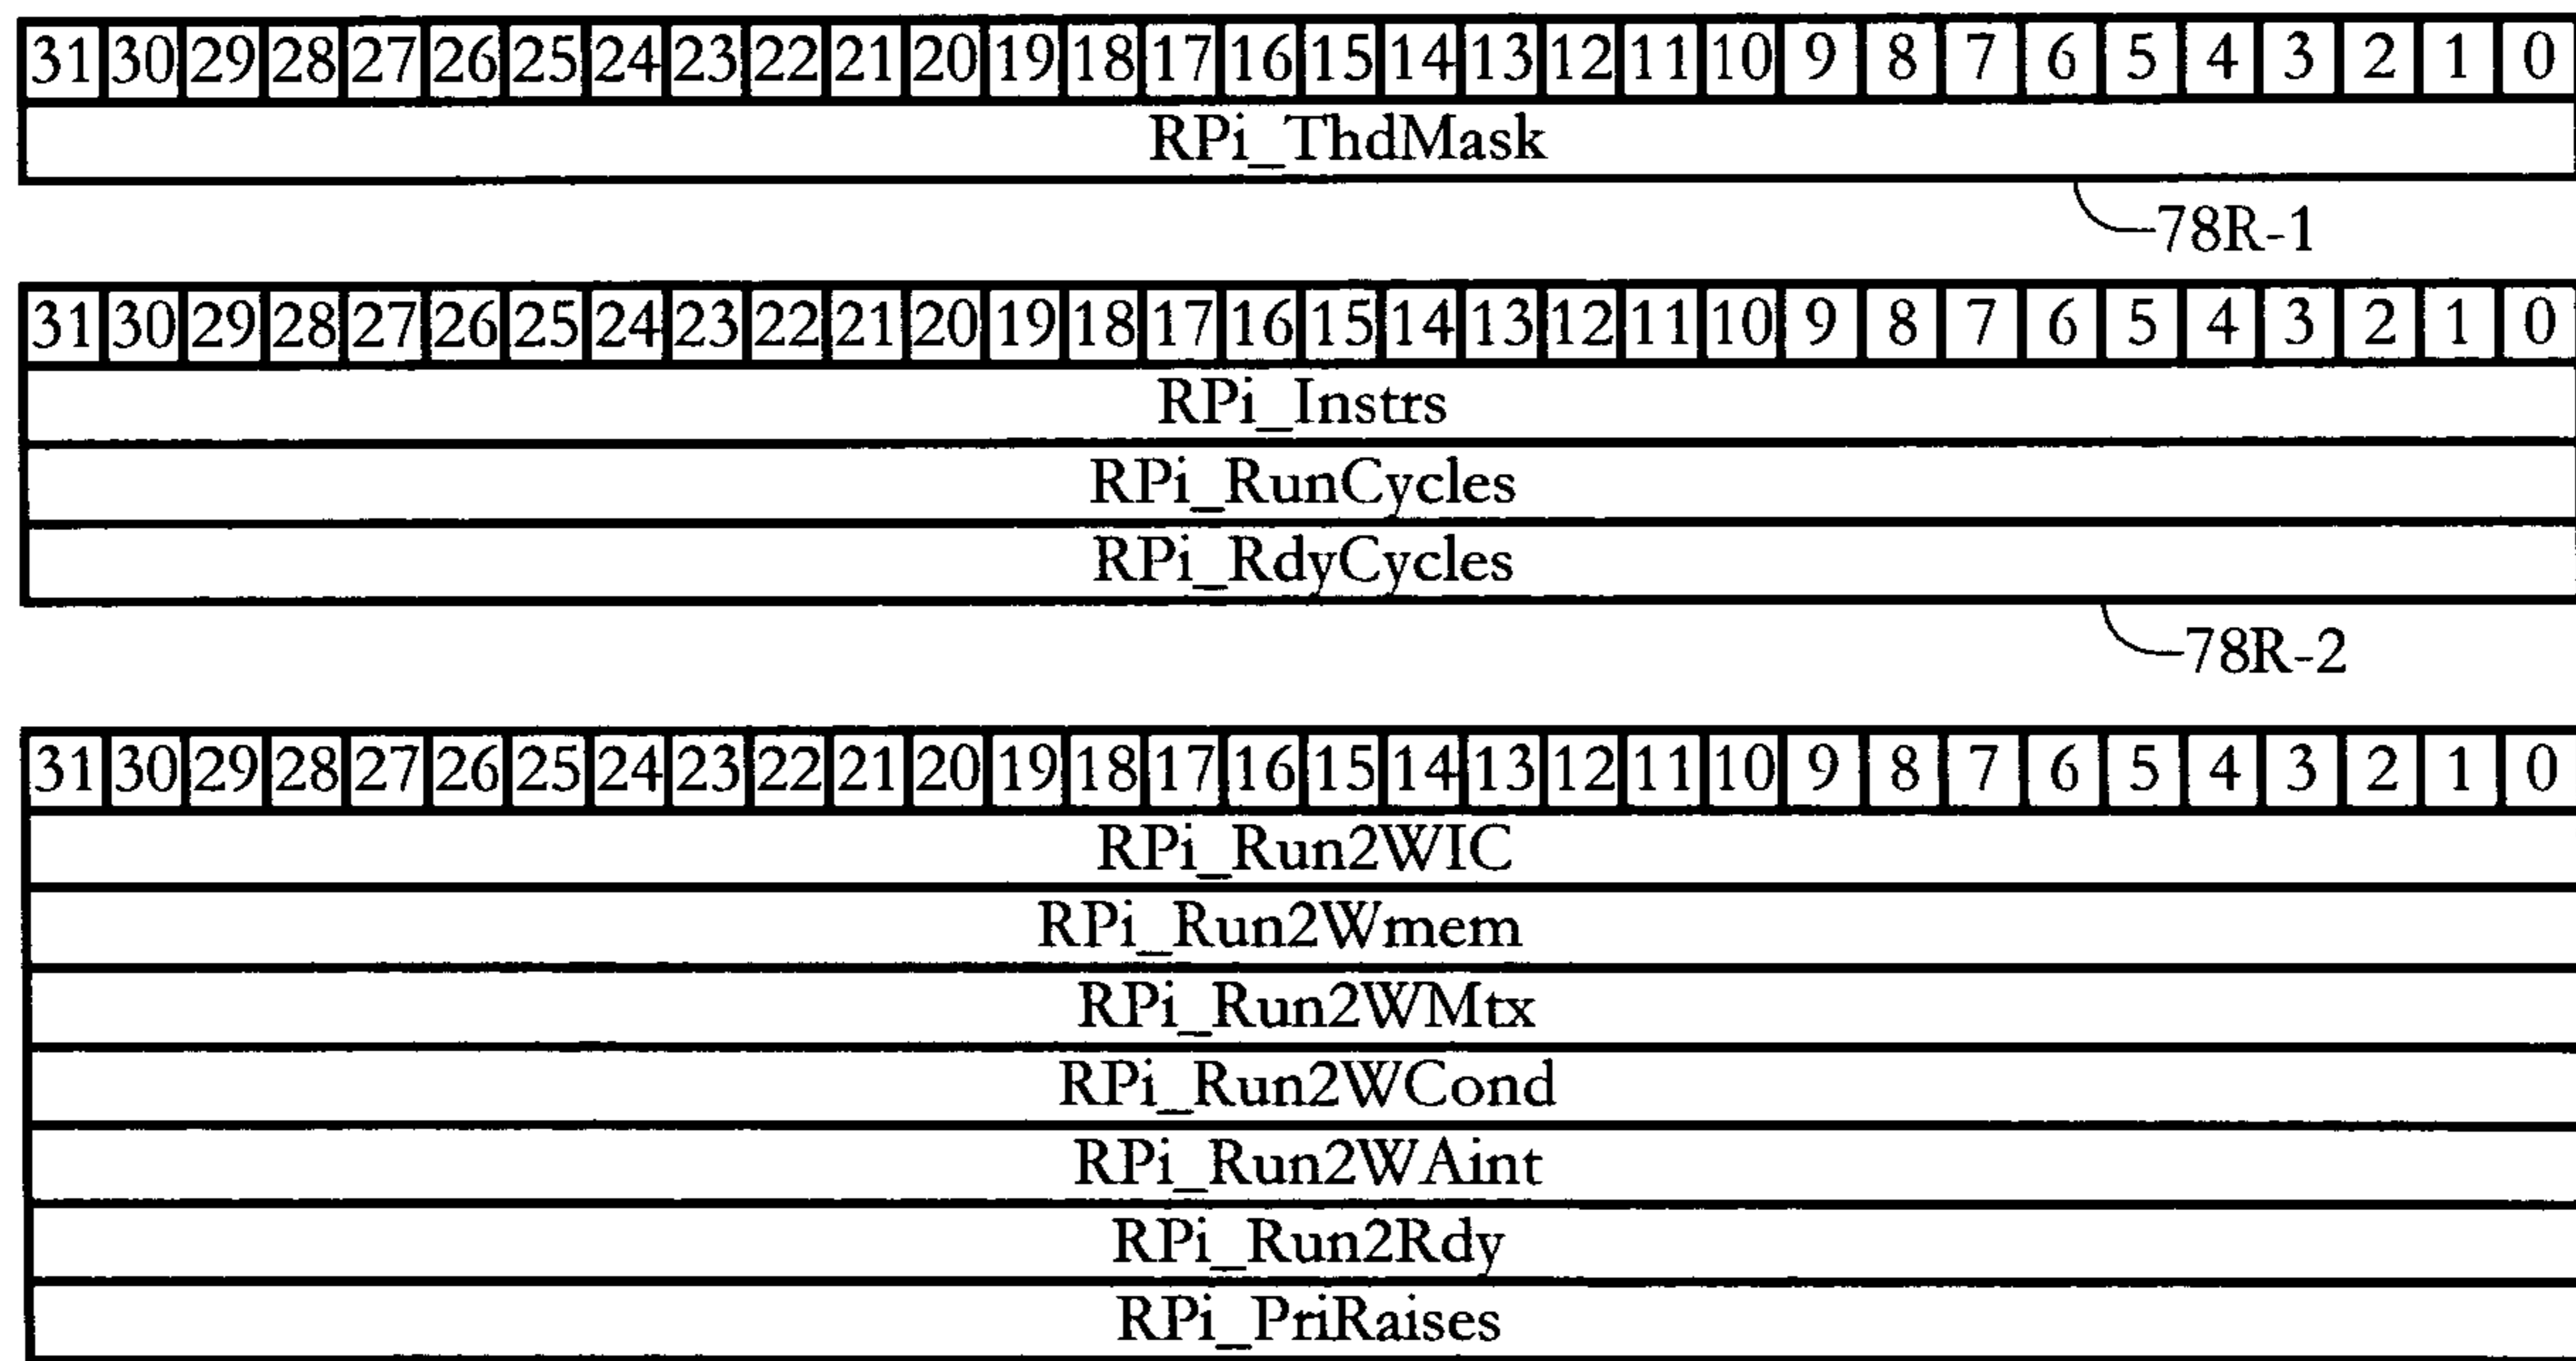 31 30 29 28 27 26 25 24 23 22 21 20 19 18 17 16 15 14 13 12 11 10 9 8 7 6 5 4 3 2 1 0
RPi_ThdMask
78R-1
31 30 29 28 27 26 25 24 23 22 21 20 19 18 17 16 15 14 13 12 11 10 9 8 7 6 5 4 3 2 1 0
RPi_Instrs
RPi_RunCycles
RPi_RdyCycles
78R-2
31 30 29 28 27 26 25 24 23 22 21 20 19 18 17 16 15 14 13 12 11 10 9 8 7 6 5 4 3 2 1 0
RPi_Run2WIC
RPi_Run2Wmem
RPi_Run2WMtx
RPi_Run2WCond
RPi_Run2WAint
RPi_Run2Rdy
RPi_PriRaises